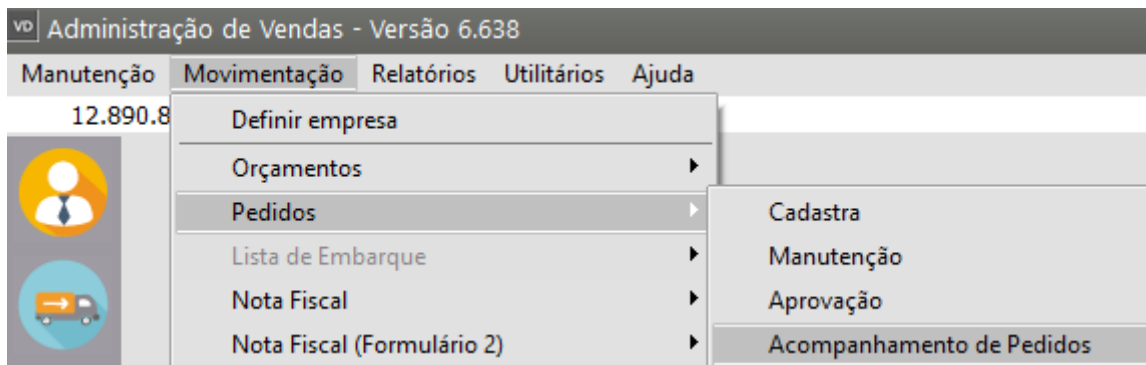 VD Administração de Vendas - Versão 6.638
Manutenção Movimentação Relatórios Utilitários Ajuda
12.890.8
Definir empresa
Orçamentos
Pedidos
Lista de Embarque
Nota Fiscal
Nota Fiscal (Formulário 2)
Cadastra
Manutenção
Aprovação
Acompanhamento de Pedidos